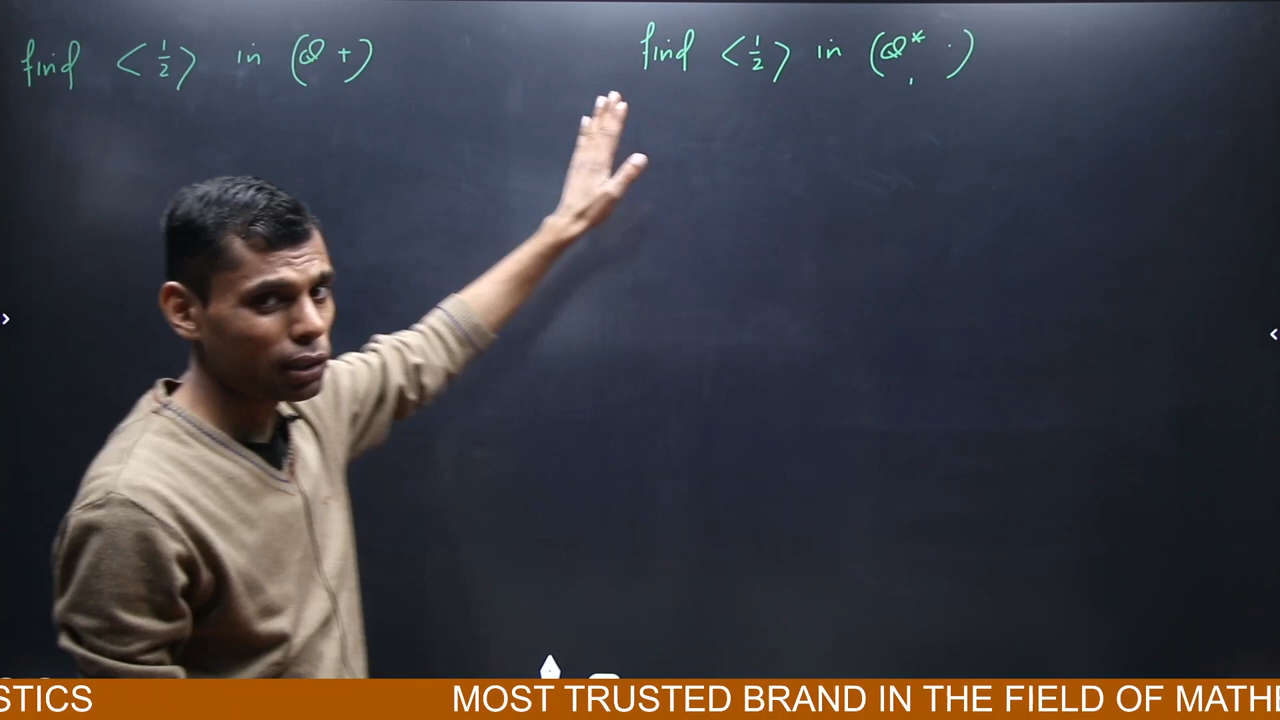 find <1/2> in (Q +)
find <1/2> in (Q*, ·)
STICS
MOST TRUSTED BRAND IN THE FIELD OF MATHE